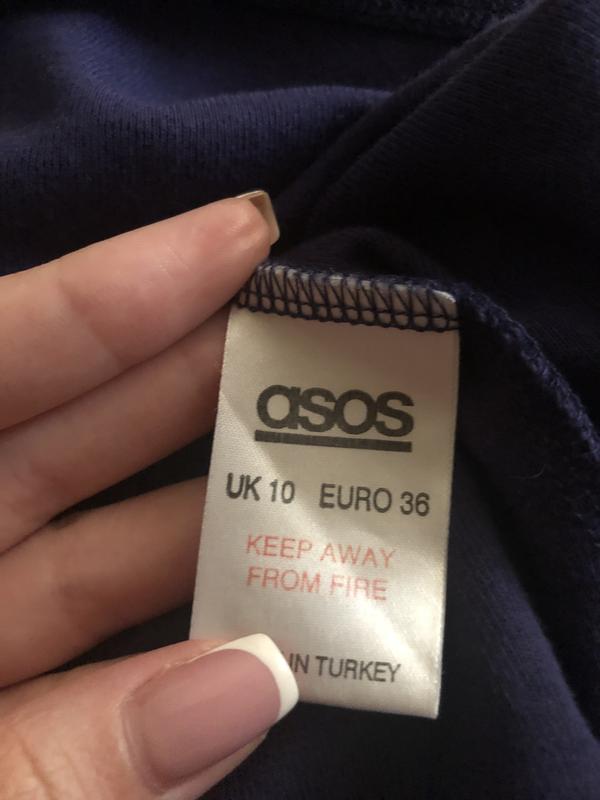 asos
UK 10 EURO 36
KEEP AWAY
FROM FIRE
IN TURKEY